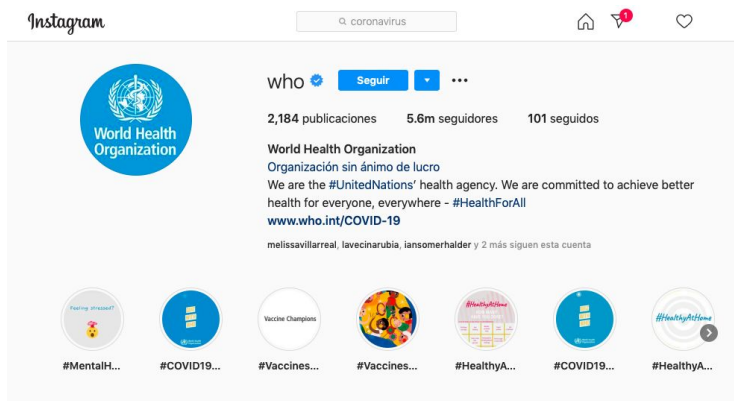 Instagram
coronavirus
1
World Health
Organization
who
Seguir
2,184 publicaciones 5.6m seguidores 101 seguidos
World Health Organization
Organización sin ánimo de lucro
We are the #UnitedNations' health agency. We are committed to achieve better
health for everyone, everywhere - #HealthForAll
www.who.int/COVID-19
melissavillarreal, lavecinarubia, iansomerhalder y 2 más siguen esta cuenta
Feeling stressed?
Vaccine Champions
#HealthyAtHome
#HealthyAtHome
#MentalH... #COVID19... #Vaccines... #Vaccines... #HealthyA... #COVID19... #HealthyA...